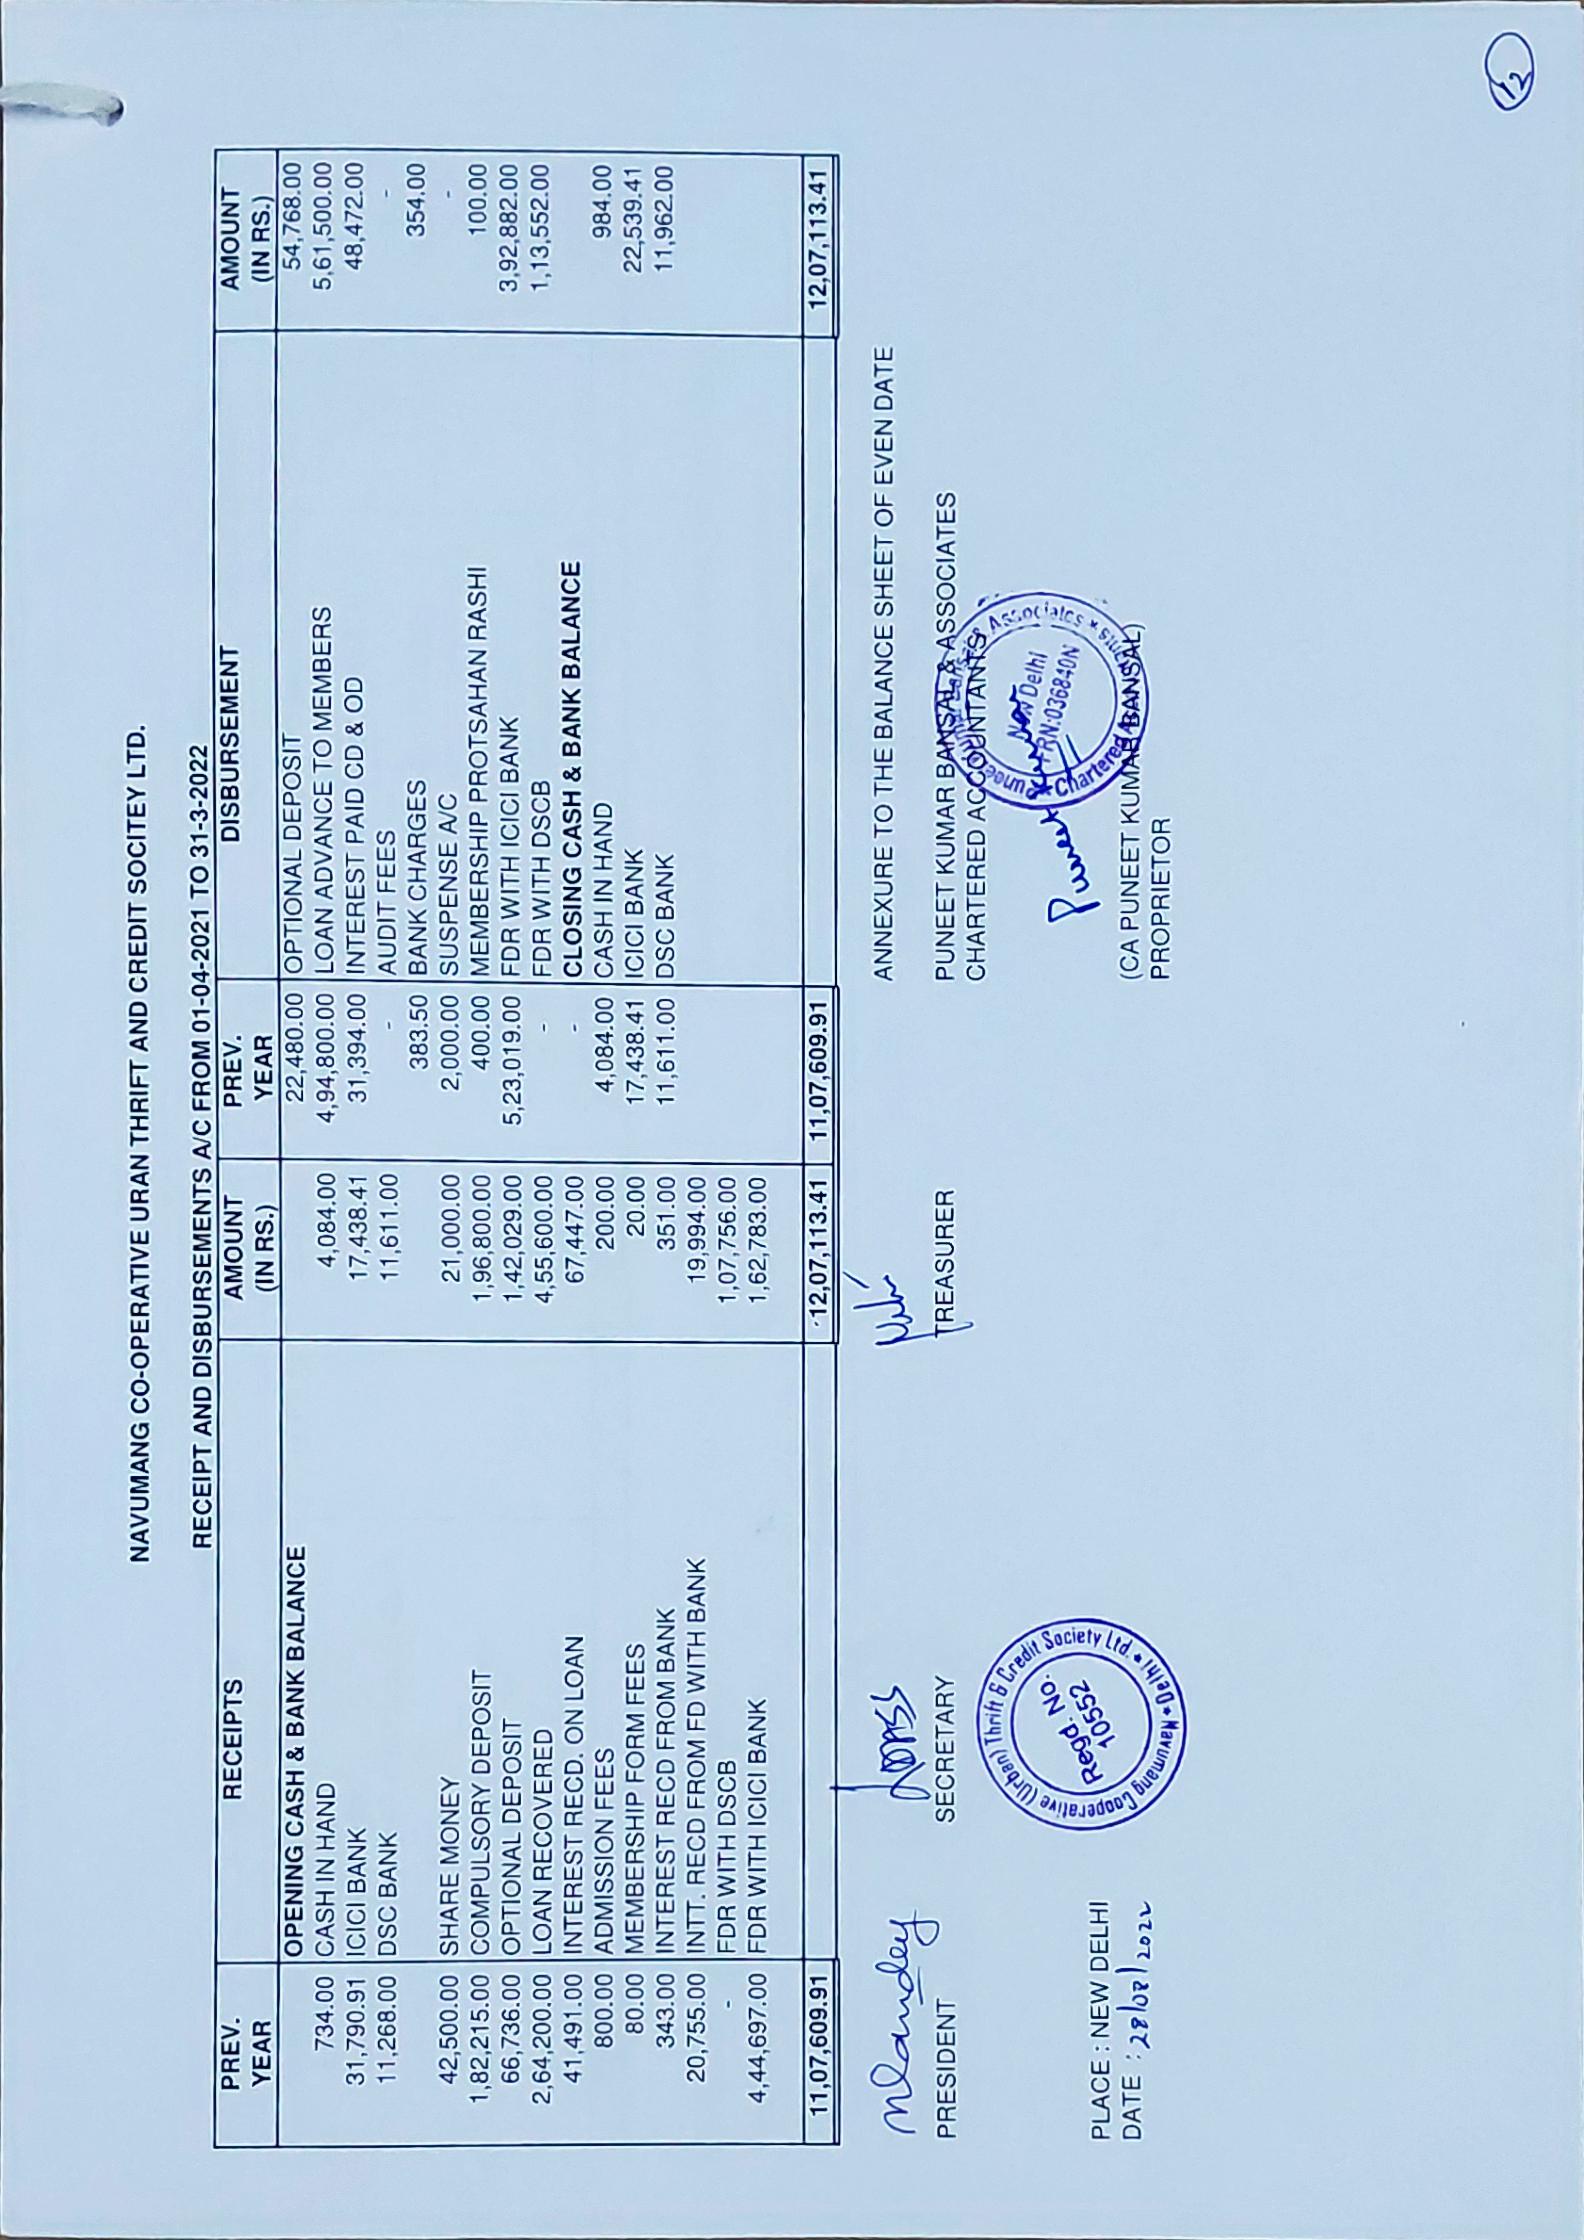 12
NAVUMANG CO-OPERATIVE URAN THRIFT AND CREDIT SOCITEY LTD.
RECEIPT AND DISBURSEMENTS A/C FROM 01-04-2021 TO 31-3-2022
PREV. YEAR RECEIPTS AMOUNT (IN RS.) PREV. YEAR DISBURSEMENT AMOUNT (IN RS.)
OPENING CASH & BANK BALANCE 22,480.00 OPTIONAL DEPOSIT 54,768.00
734.00 CASH IN HAND 4,084.00 4,94,800.00 LOAN ADVANCE TO MEMBERS 5,61,500.00
31,790.91 ICICI BANK 17,438.41 31,394.00 INTEREST PAID CD & OD 48,472.00
11,268.00 DSC BANK 11,611.00 - AUDIT FEES -
383.50 BANK CHARGES 354.00
42,500.00 SHARE MONEY 21,000.00 2,000.00 SUSPENSE A/C -
1,82,215.00 COMPULSORY DEPOSIT 1,96,800.00 400.00 MEMBERSHIP PROTSAHAN RASHI 100.00
66,736.00 OPTIONAL DEPOSIT 1,42,029.00 5,23,019.00 FDR WITH ICICI BANK 3,92,882.00
2,64,200.00 LOAN RECOVERED 4,55,600.00 - FDR WITH DSCB 1,13,552.00
41,491.00 INTEREST RECD. ON LOAN 67,447.00 - CLOSING CASH & BANK BALANCE
800.00 ADMISSION FEES 200.00 4,084.00 CASH IN HAND 984.00
80.00 MEMBERSHIP FORM FEES 20.00 17,438.41 ICICI BANK 22,539.41
343.00 INTEREST RECD FROM BANK 351.00 11,611.00 DSC BANK 11,962.00
20,755.00 INTT. RECD FROM FD WITH BANK 19,994.00
- FDR WITH DSCB 1,07,756.00
4,44,697.00 FDR WITH ICICI BANK 1,62,783.00
11,07,609.91 12,07,113.41 11,07,609.91 12,07,113.41
ANNEXURE TO THE BALANCE SHEET OF EVEN DATE
PRESIDENT SECRETARY TREASURER
PUNEET KUMAR BANSAL & ASSOCIATES
CHARTERED ACCOUNTANTS
Navumang Cooperative (Urban) Thrift & Credit Society Ltd. * Delhi *
Regd. No.
10552
Puneet Kumar Bansal & Associates * Chartered Accountants *
New Delhi
FRN:036840N
Puneet Kumar
PLACE : NEW DELHI
DATE : 28/08/2022
(CA PUNEET KUMAR BANSAL)
PROPRIETOR